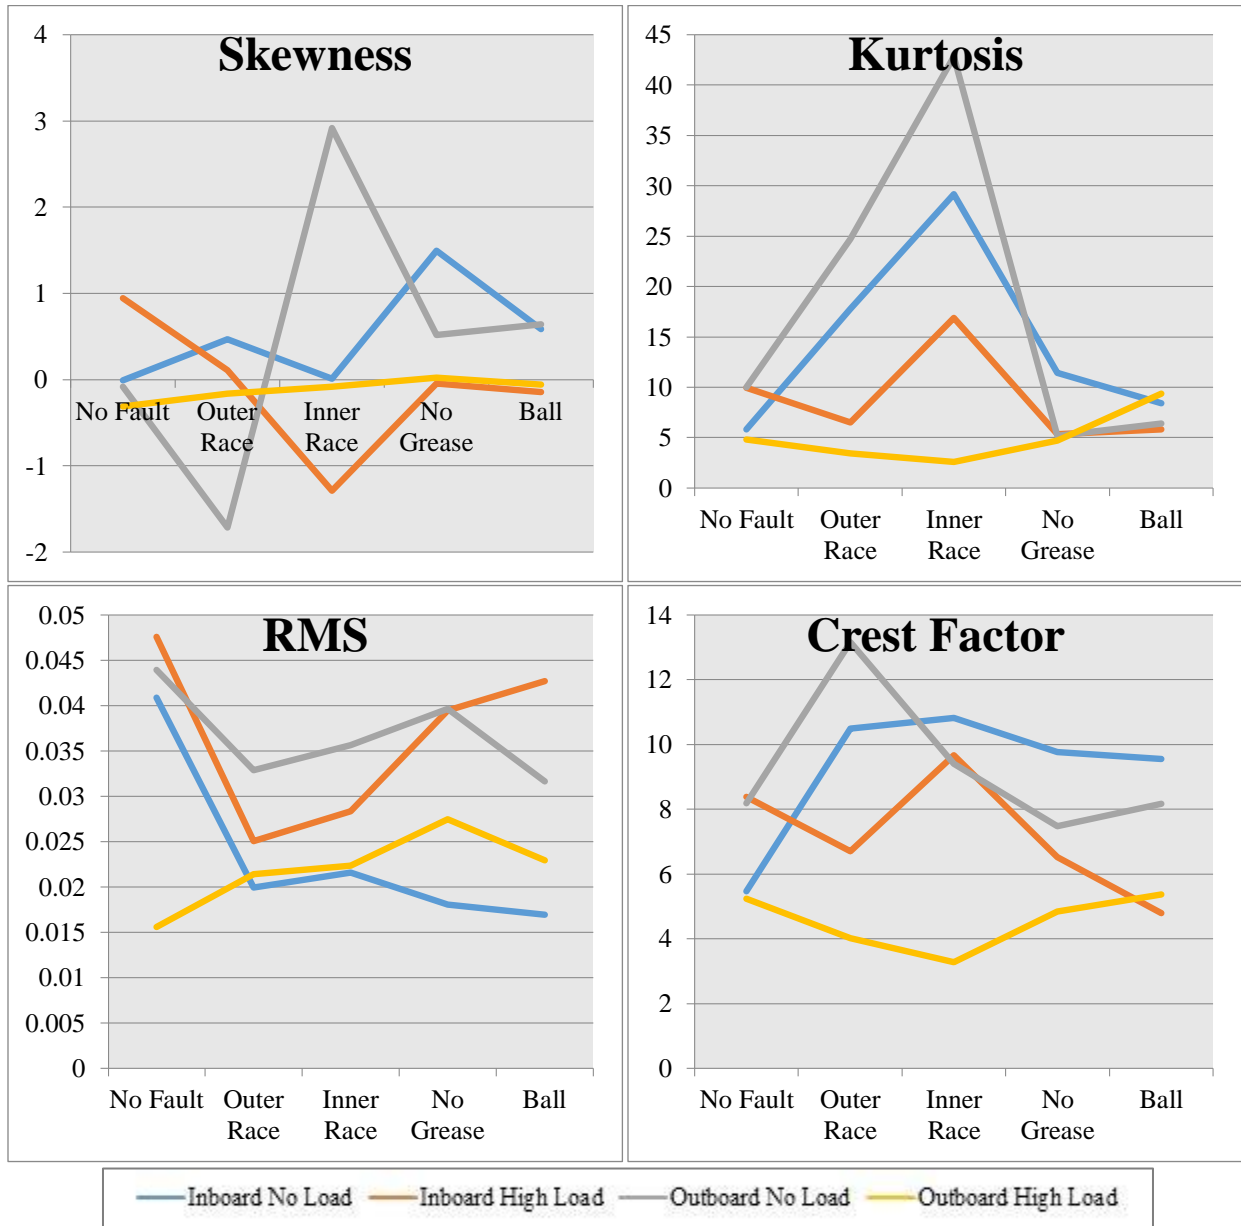 Skewness
4
3
2
1
0
-1
-2
No Fault
Outer
Race
Inner
Race
No
Grease
Ball
Kurtosis
45
40
35
30
25
20
15
10
5
0
No Fault
Outer
Race
Inner
Race
No
Grease
Ball
RMS
0.05
0.045
0.04
0.035
0.03
0.025
0.02
0.015
0.01
0.005
0
No Fault
Outer
Race
Inner
Race
No
Grease
Ball
Crest Factor
14
12
10
8
6
4
2
0
No Fault
Outer
Race
Inner
Race
No
Grease
Ball
Inboard No Load
Inboard High Load
Outboard No Load
Outboard High Load